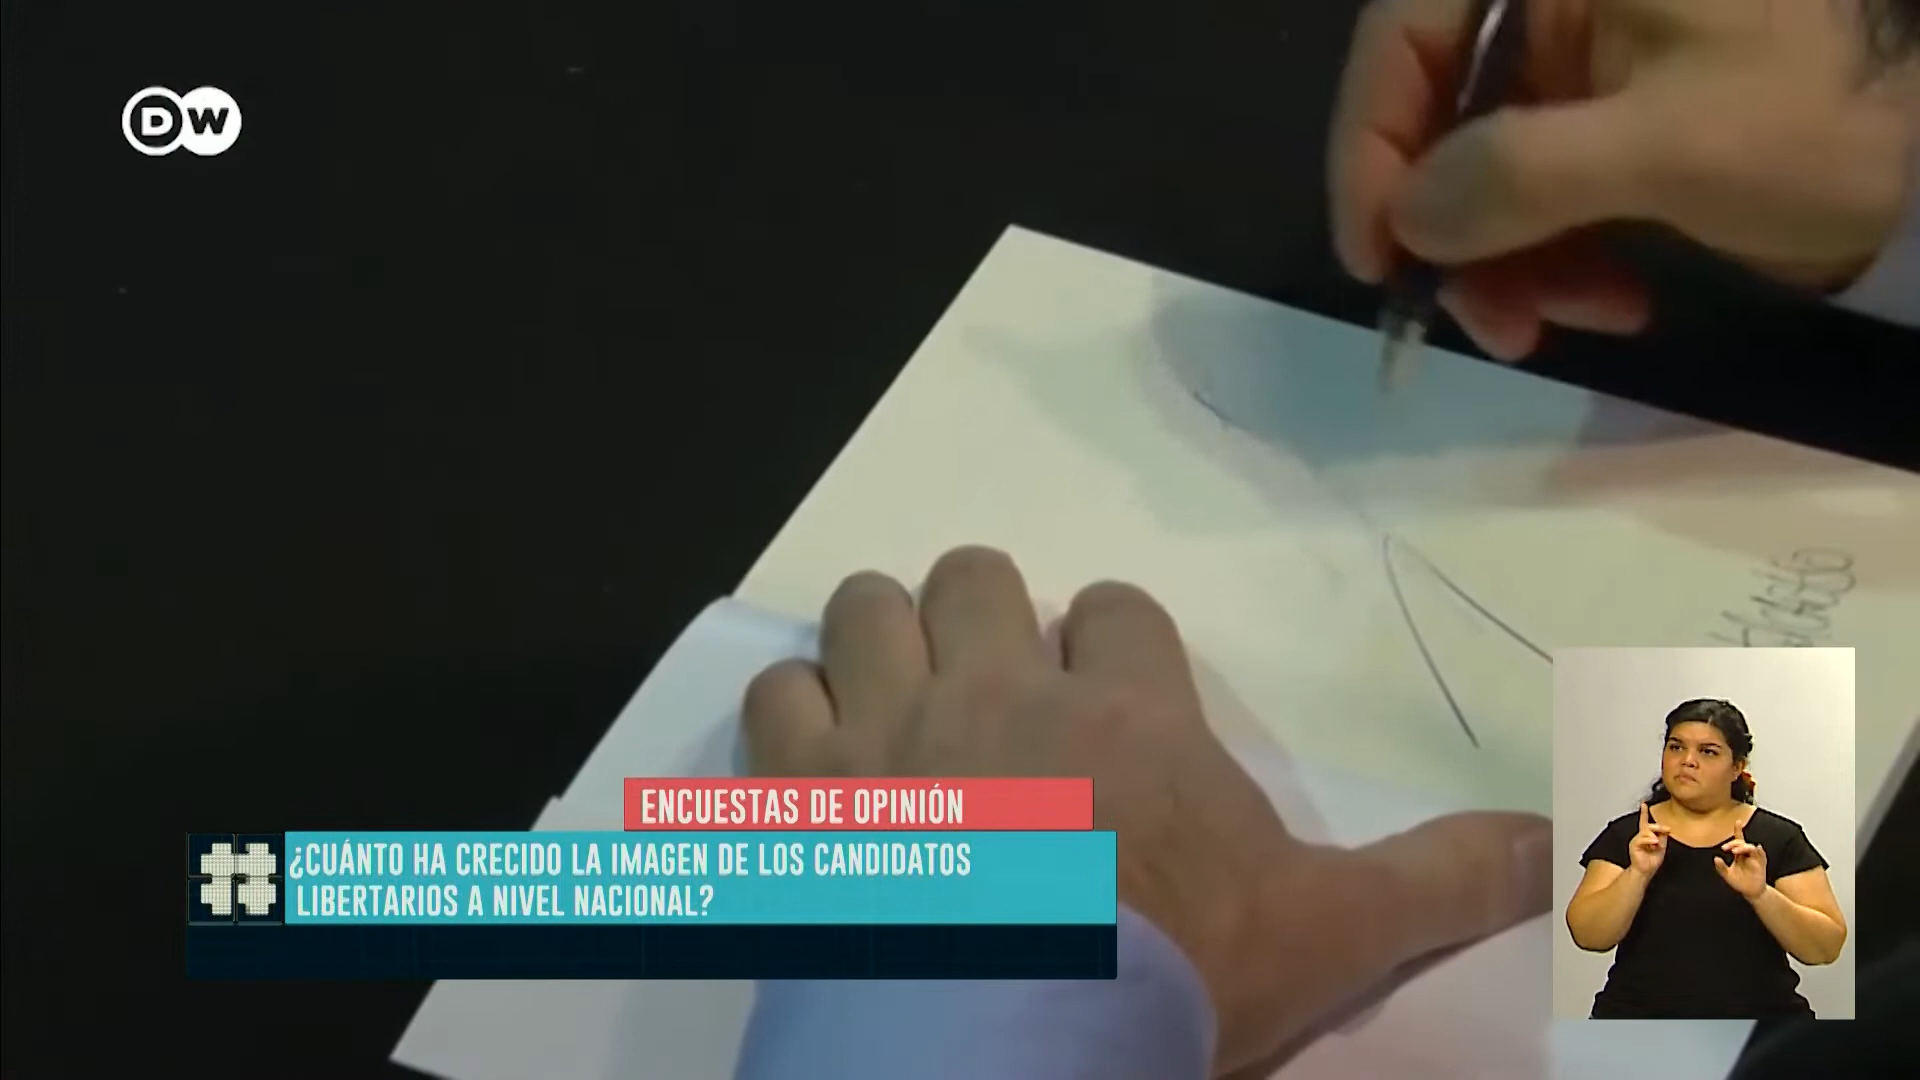 DW
ENCUESTAS DE OPINIÓN
¿CUÁNTO HA CRECIDO LA IMAGEN DE LOS CANDIDATOS
LIBERTARIOS A NIVEL NACIONAL?